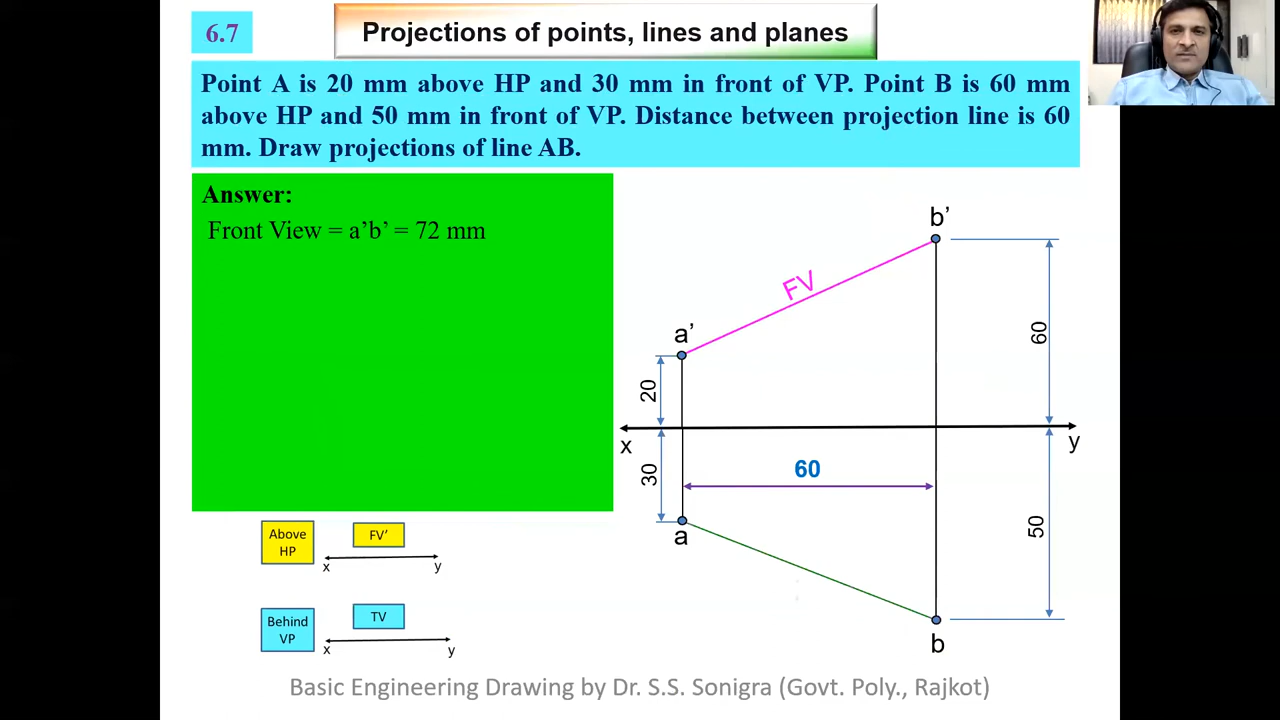 6.7
Projections of points, lines and planes
Point A is 20 mm above HP and 30 mm in front of VP. Point B is 60 mm
above HP and 50 mm in front of VP. Distance between projection line is 60
mm. Draw projections of line AB.
Answer:
Front View = a’b’ = 72 mm
b’
FV
a’
60
20
x
y
60
30
50
a
b
Above
HP
FV’
x
y
Behind
VP
TV
x
y
Basic Engineering Drawing by Dr. S.S. Sonigra (Govt. Poly., Rajkot)